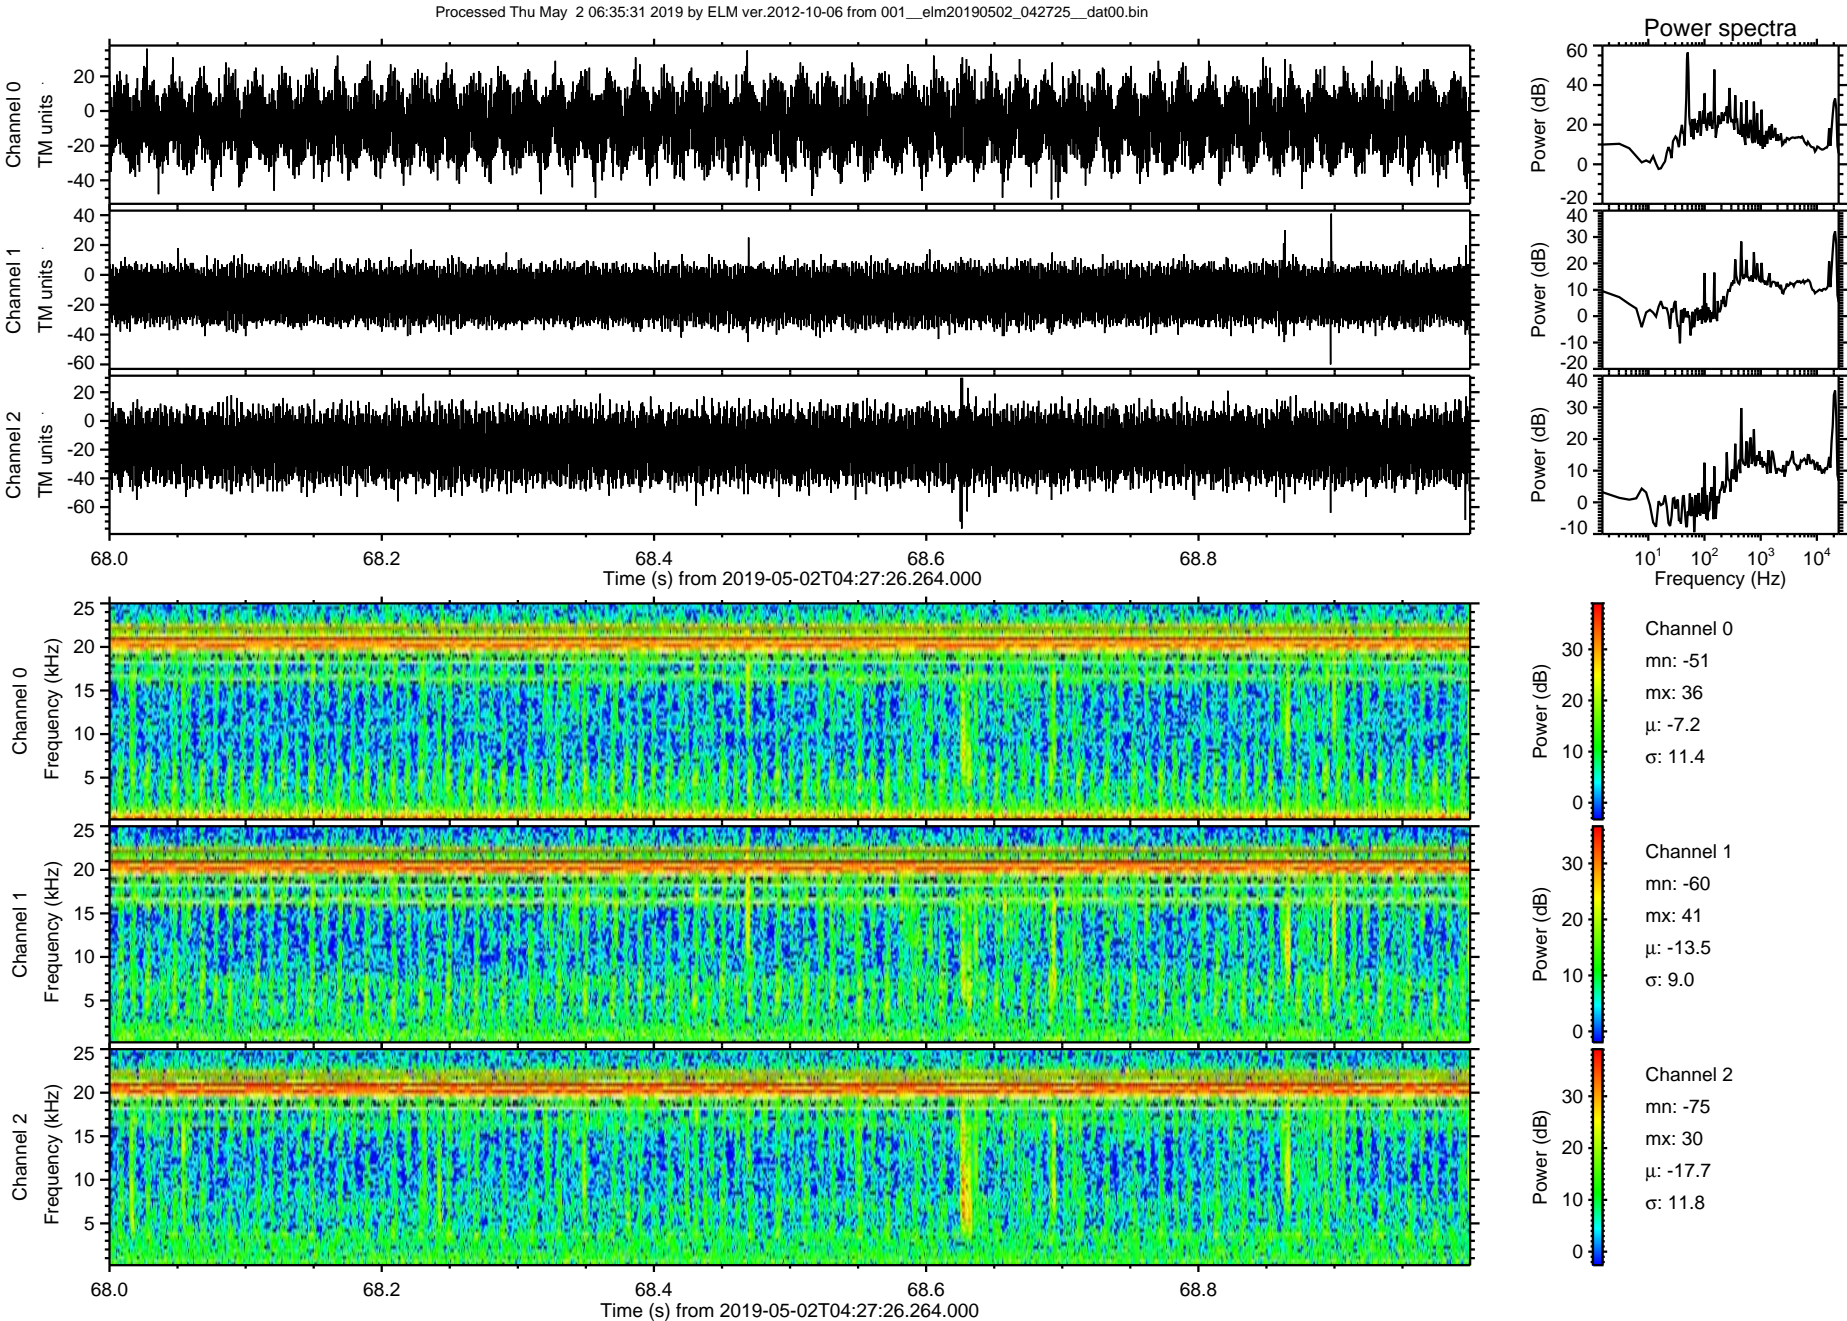 Processed Thu May  2 06:35:31 2019 by ELM ver.2012-10-06 from 001__elm20190502_042725__dat00.bin
Power spectra
Channel 0
TM units
20
0
-20
-40
Power (dB)
60
40
20
0
-20
Channel 1
TM units
40
20
0
-20
-40
-60
Power (dB)
40
30
20
10
0
-10
-20
Channel 2
TM units
20
0
-20
-40
-60
Power (dB)
40
30
20
10
0
-10
68.0 68.2 68.4 68.6 68.8
Time (s) from 2019-05-02T04:27:26.264.000
10¹ 10² 10³ 10⁴
Frequency (Hz)
Channel 0
Frequency (kHz)
25
20
15
10
5
Power (dB)
30
20
10
0
Channel 0
mn: -51
mx: 36
μ: -7.2
σ: 11.4
Channel 1
Frequency (kHz)
25
20
15
10
5
Power (dB)
30
20
10
0
Channel 1
mn: -60
mx: 41
μ: -13.5
σ: 9.0
Channel 2
Frequency (kHz)
25
20
15
10
5
Power (dB)
30
20
10
0
Channel 2
mn: -75
mx: 30
μ: -17.7
σ: 11.8
68.0 68.2 68.4 68.6 68.8
Time (s) from 2019-05-02T04:27:26.264.000